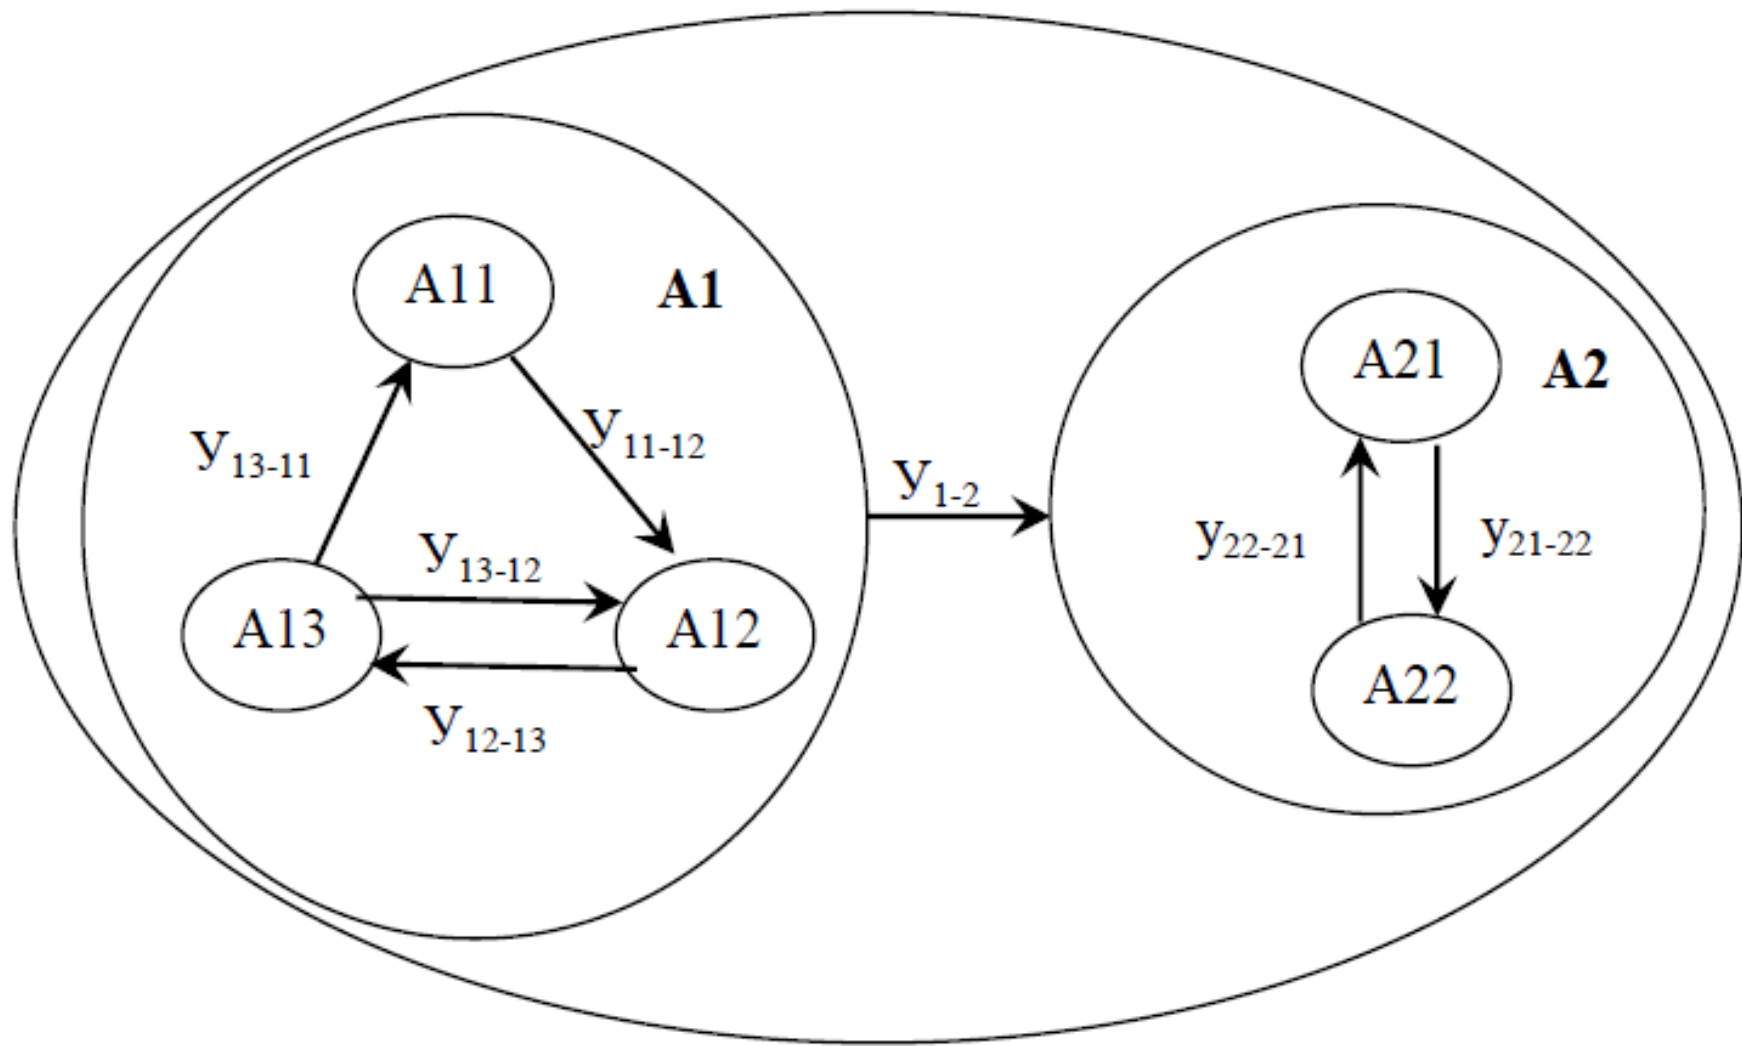 A11
A1
A21
A2
y₁₃₋₁₁
y₁₁₋₁₂
y₁₋₂
y₁₃₋₁₂
y₂₂₋₂₁
y₂₁₋₂₂
A13
A12
A22
y₁₂₋₁₃